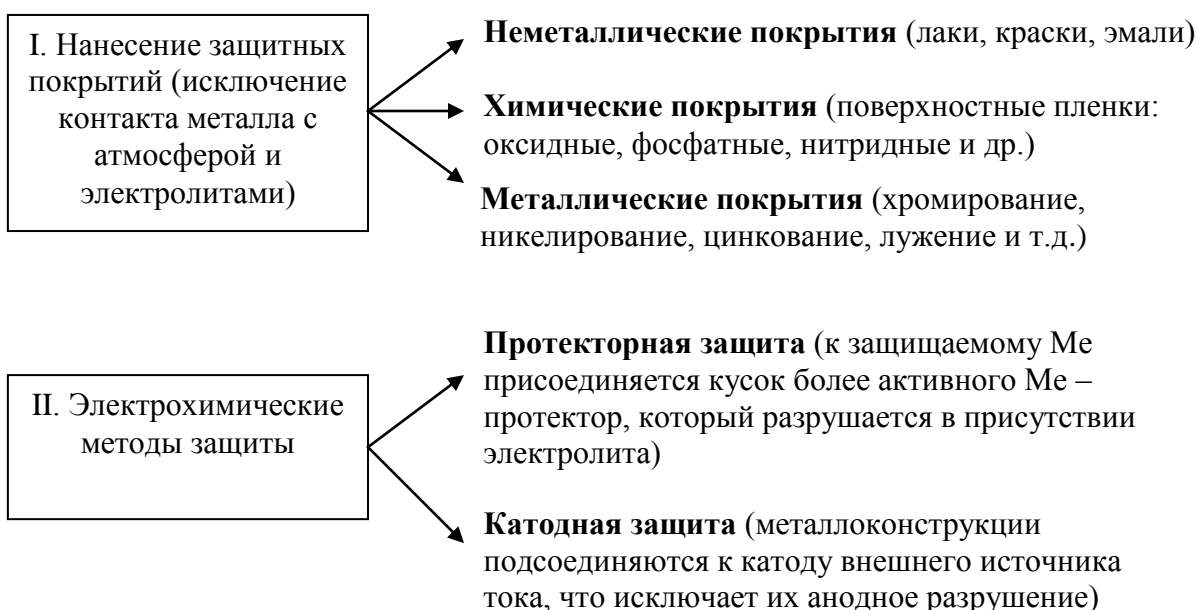 I. Нанесение защитных
покрытий (исключение
контакта металла с
атмосферой и
электролитами)
Неметаллические покрытия (лаки, краски, эмали)
Химические покрытия (поверхностные пленки:
оксидные, фосфатные, нитридные и др.)
Металлические покрытия (хромирование,
никелирование, цинкование, лужение и т.д.)
II. Электрохимические
методы защиты
Протекторная защита (к защищаемому Ме
присоединяется кусок более активного Ме –
протектор, который разрушается в присутствии
электролита)
Катодная защита (металлоконструкции
подсоединяются к катоду внешнего источника
тока, что исключает их анодное разрушение)